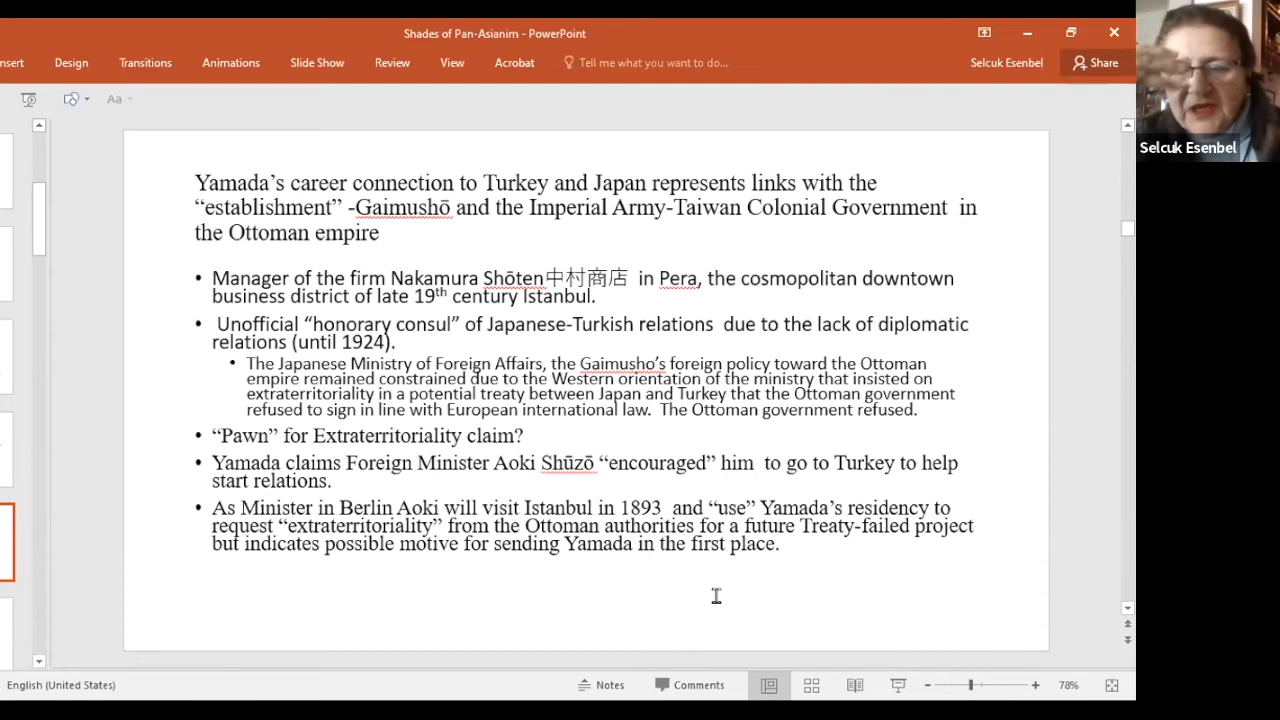 Shades of Pan-Asianim - PowerPoint
nsert Design Transitions Animations Slide Show Review View Acrobat Tell me what you want to do... Selcuk Esenbel Share
Aa
Selcuk Esenbel
Yamada’s career connection to Turkey and Japan represents links with the
“establishment” -Gaimushō and the Imperial Army-Taiwan Colonial Government in
the Ottoman empire
• Manager of the firm Nakamura Shōten中村商店 in Pera, the cosmopolitan downtown
business district of late 19th century Istanbul.
• Unofficial “honorary consul” of Japanese-Turkish relations due to the lack of diplomatic
relations (until 1924).
• The Japanese Ministry of Foreign Affairs, the Gaimusho’s foreign policy toward the Ottoman
empire remained constrained due to the Western orientation of the ministry that insisted on
extraterritoriality in a potential treaty between Japan and Turkey that the Ottoman government
refused to sign in line with European international law. The Ottoman government refused.
• “Pawn” for Extraterritoriality claim?
• Yamada claims Foreign Minister Aoki Shūzō “encouraged” him to go to Turkey to help
start relations.
• As Minister in Berlin Aoki will visit Istanbul in 1893 and “use” Yamada’s residency to
request “extraterritoriality” from the Ottoman authorities for a future Treaty-failed project
but indicates possible motive for sending Yamada in the first place.
English (United States) Notes Comments 78%